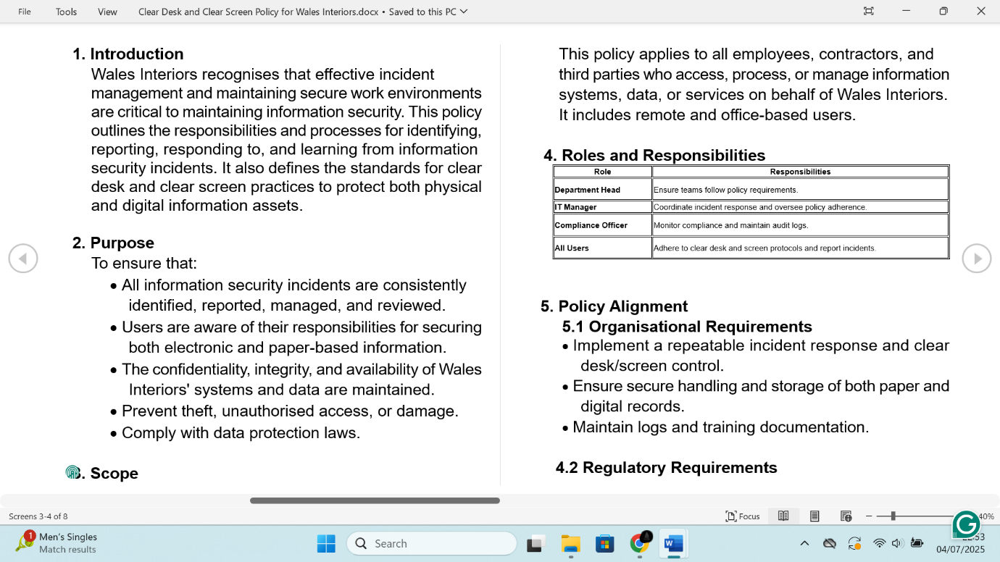 File Tools View Clear Desk and Clear Screen Policy for Wales Interiors.docx • Saved to this PC
1. Introduction
Wales Interiors recognises that effective incident
management and maintaining secure work environments
are critical to maintaining information security. This policy
outlines the responsibilities and processes for identifying,
reporting, responding to, and learning from information
security incidents. It also defines the standards for clear
desk and clear screen practices to protect both physical
and digital information assets.
2. Purpose
To ensure that:
• All information security incidents are consistently
identified, reported, managed, and reviewed.
• Users are aware of their responsibilities for securing
both electronic and paper-based information.
• The confidentiality, integrity, and availability of Wales
Interiors' systems and data are maintained.
• Prevent theft, unauthorised access, or damage.
• Comply with data protection laws.
. Scope
This policy applies to all employees, contractors, and
third parties who access, process, or manage information
systems, data, or services on behalf of Wales Interiors.
It includes remote and office-based users.
4. Roles and Responsibilities
Role Responsibilities
Department Head Ensure teams follow policy requirements.
IT Manager Coordinate incident response and oversee policy adherence.
Compliance Officer Monitor compliance and maintain audit logs.
All Users Adhere to clear desk and screen protocols and report incidents.
5. Policy Alignment
5.1 Organisational Requirements
• Implement a repeatable incident response and clear
desk/screen control.
• Ensure secure handling and storage of both paper and
digital records.
• Maintain logs and training documentation.
4.2 Regulatory Requirements
Screens 3-4 of 8 Focus 40%
1 Men's Singles
Match results
Search
04/07/2025